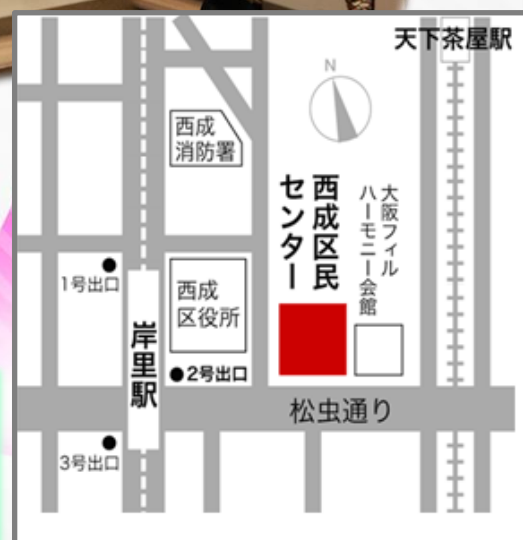 天下茶屋駅
N
西成
消防署
西成区民
センター
大阪フィル
ハーモニー会館
1号出口
西成
区役所
岸里駅
●2号出口
松虫通り
3号出口